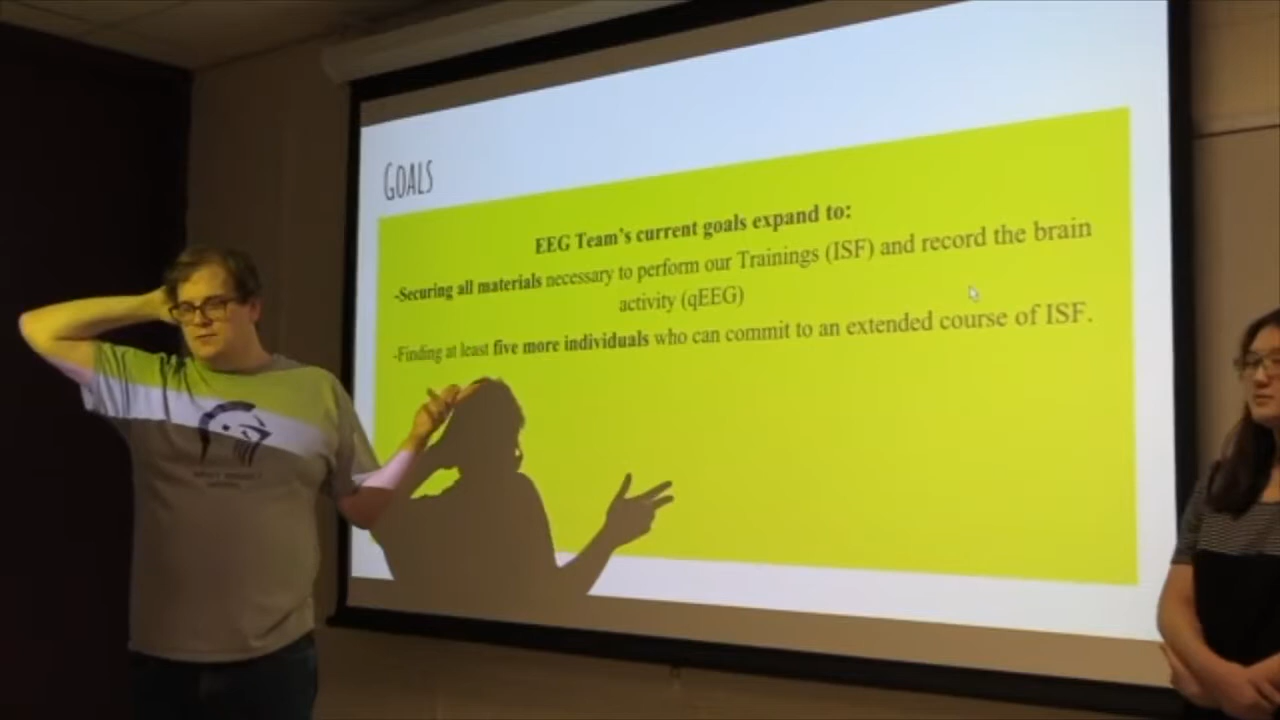 GOALS
EEG Team's current goals expand to:
-Securing all materials necessary to perform our Trainings (ISF) and record the brain
activity (qEEG)
-Finding at least five more individuals who can commit to an extended course of ISF.